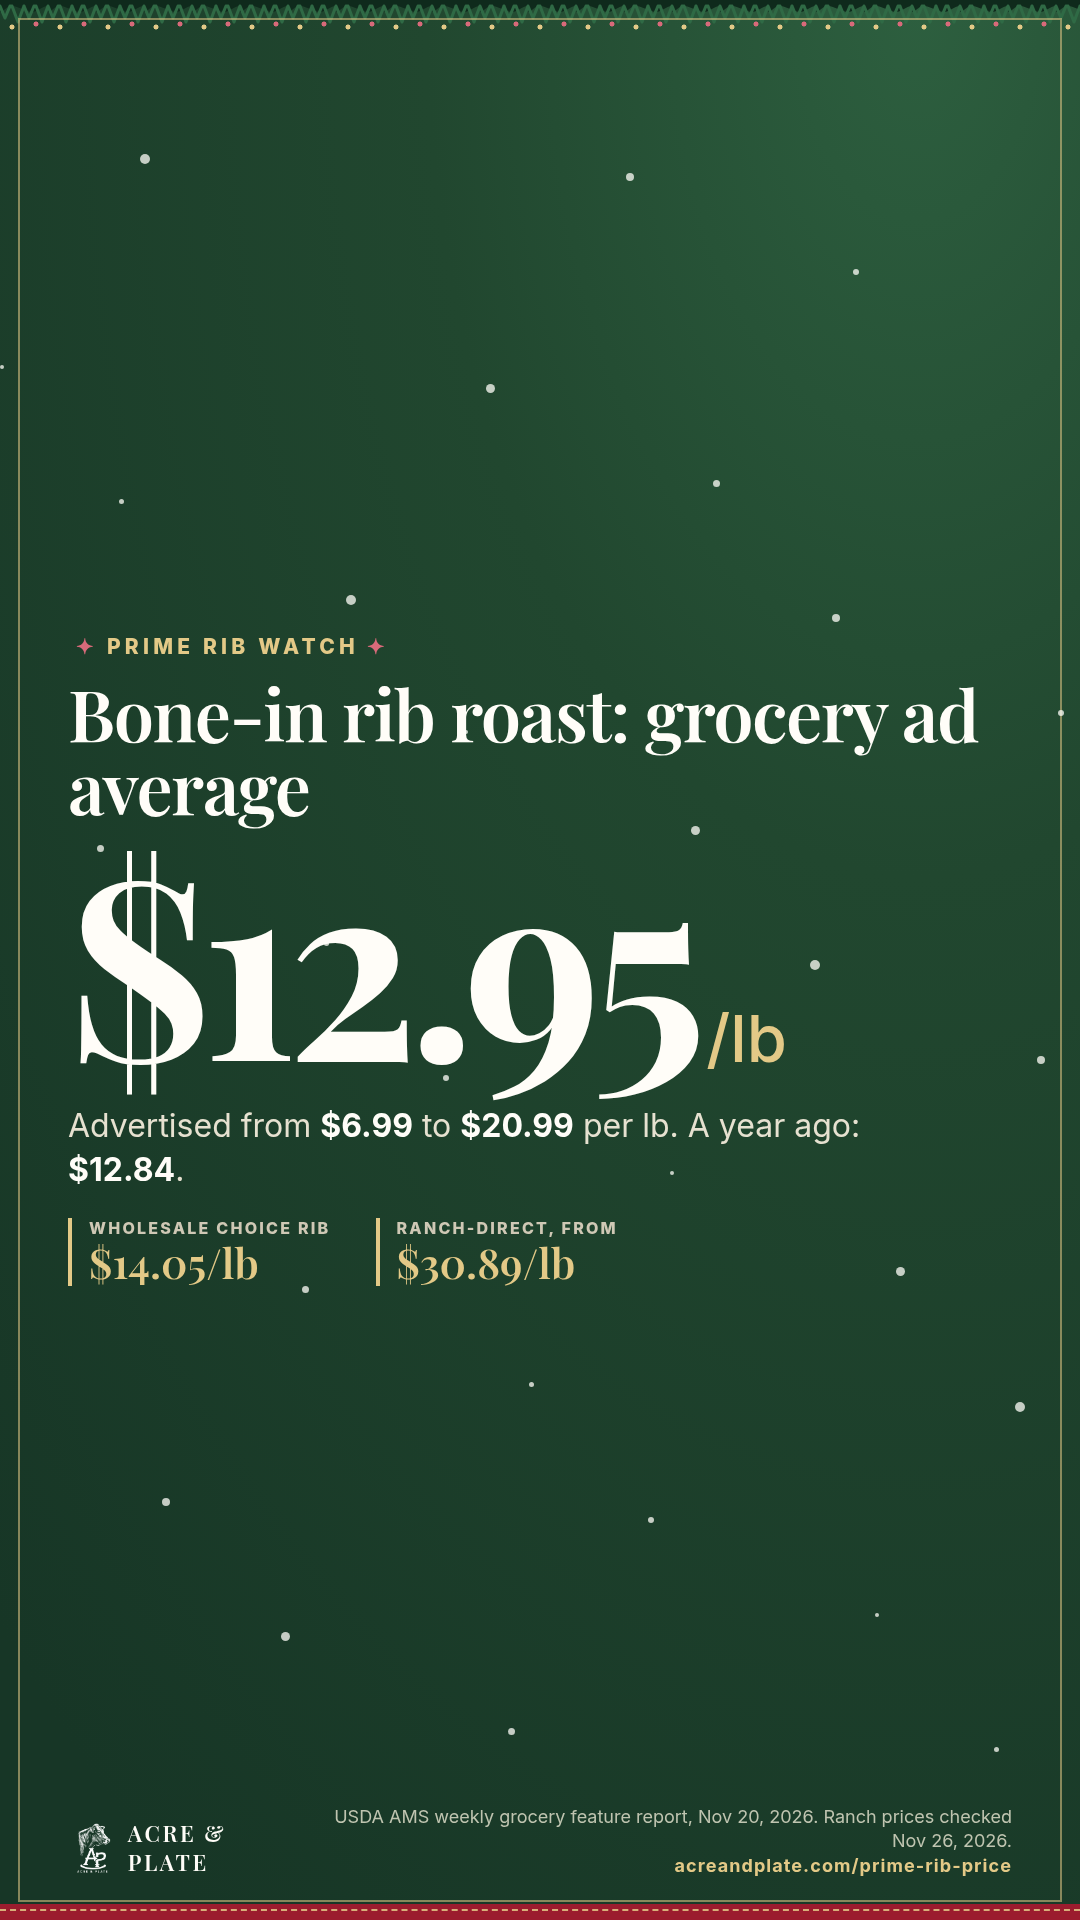 ✦ PRIME RIB WATCH ✦
Bone-in rib roast: grocery ad
average
$12.95/lb
Advertised from $6.99 to $20.99 per lb. A year ago:
$12.84.
WHOLESALE CHOICE RIB
$14.05/lb
RANCH-DIRECT, FROM
$30.89/lb
ACRE &
PLATE
USDA AMS weekly grocery feature report, Nov 20, 2026. Ranch prices checked
Nov 26, 2026.
acreandplate.com/prime-rib-price